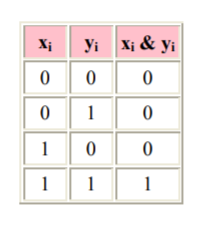 xᵢ yᵢ xᵢ & yᵢ
0 0 0
0 1 0
1 0 0
1 1 1